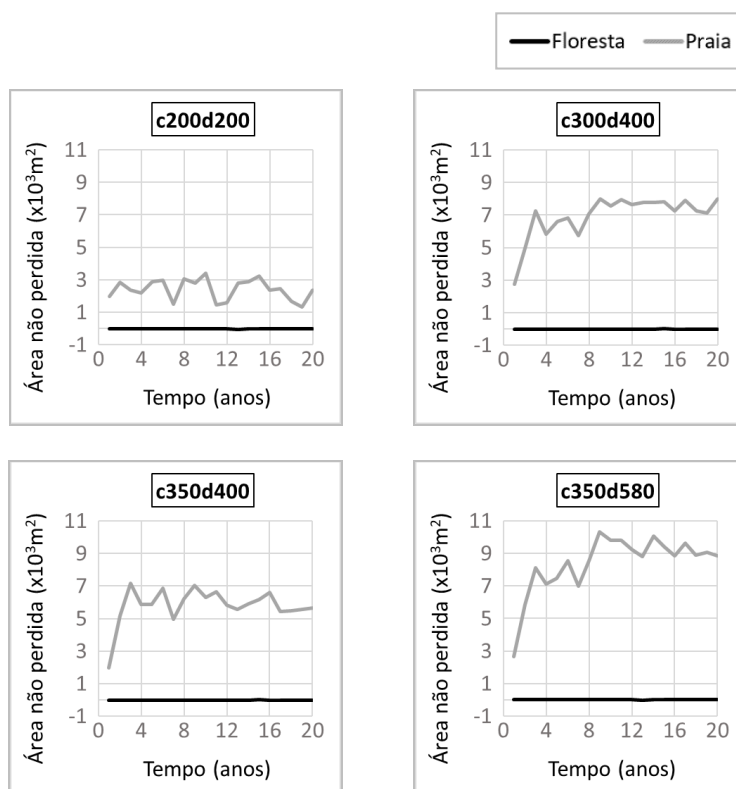 Floresta Praia
c200d200
Área não perdida (x10³m²)
11
9
7
5
3
1
-1
0 4 8 12 16 20
Tempo (anos)
c300d400
Área não perdida (x10³m²)
11
9
7
5
3
1
-1
0 4 8 12 16 20
Tempo (anos)
c350d400
Área não perdida (x10³m²)
11
9
7
5
3
1
-1
0 4 8 12 16 20
Tempo (anos)
c350d580
Área não perdida (x10³m²)
11
9
7
5
3
1
-1
0 4 8 12 16 20
Tempo (anos)